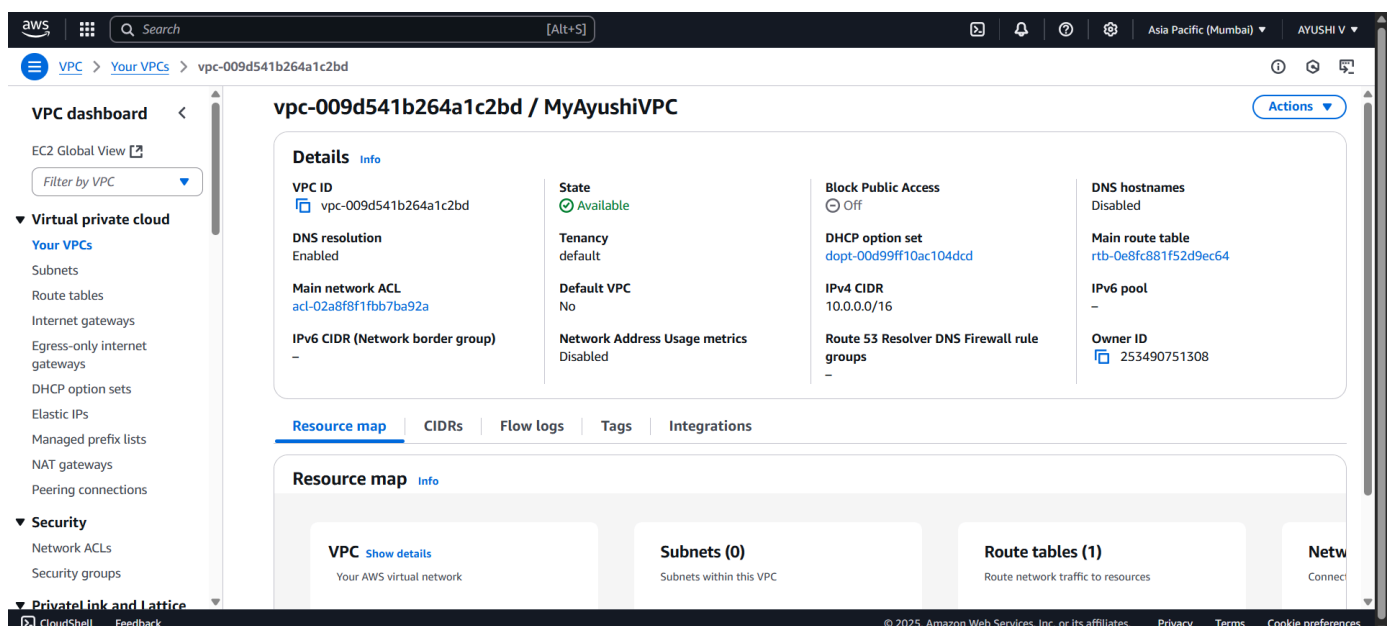 aws
Search [Alt+S]
Asia Pacific (Mumbai) AYUSHI V
VPC > Your VPCs > vpc-009d541b264a1c2bd
VPC dashboard
EC2 Global View
Filter by VPC
Virtual private cloud
Your VPCs
Subnets
Route tables
Internet gateways
Egress-only internet
gateways
DHCP option sets
Elastic IPs
Managed prefix lists
NAT gateways
Peering connections
Security
Network ACLs
Security groups
PrivateLink and Lattice
vpc-009d541b264a1c2bd / MyAyushiVPC
Actions
Details Info
VPC ID
vpc-009d541b264a1c2bd
State
Available
Block Public Access
Off
DNS hostnames
Disabled
DNS resolution
Enabled
Tenancy
default
DHCP option set
dopt-00d99ff10ac104dcd
Main route table
rtb-0e8fc881f52d9ec64
Main network ACL
acl-02a8f8f1fbb7ba92a
Default VPC
No
IPv4 CIDR
10.0.0.0/16
IPv6 pool
–
IPv6 CIDR (Network border group)
–
Network Address Usage metrics
Disabled
Route 53 Resolver DNS Firewall rule
groups
–
Owner ID
253490751308
Resource map CIDRs Flow logs Tags Integrations
Resource map Info
VPC Show details
Your AWS virtual network
Subnets (0)
Subnets within this VPC
Route tables (1)
Route network traffic to resources
Netw
Connec
CloudShell Feedback © 2025, Amazon Web Services, Inc. or its affiliates. Privacy Terms Cookie preferences